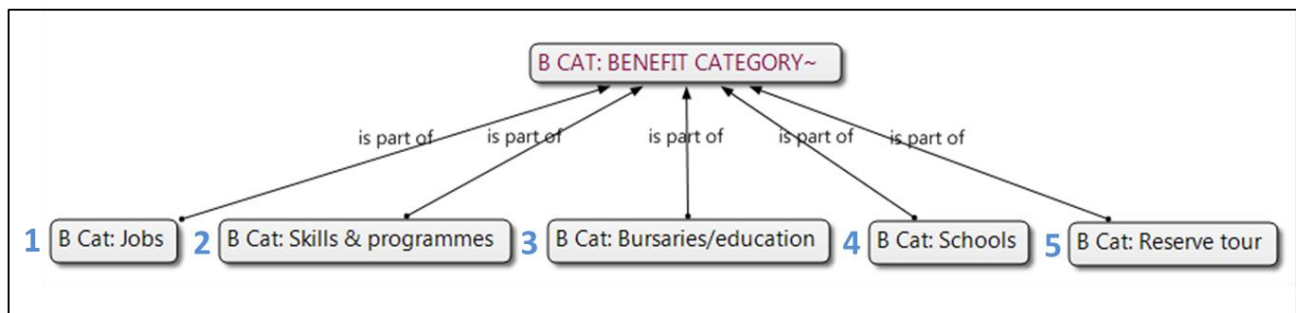 B CAT: BENEFIT CATEGORY~
is part of is part of is part of is part of is part of
1 B Cat: Jobs 2 B Cat: Skills & programmes 3 B Cat: Bursaries/education 4 B Cat: Schools 5 B Cat: Reserve tour